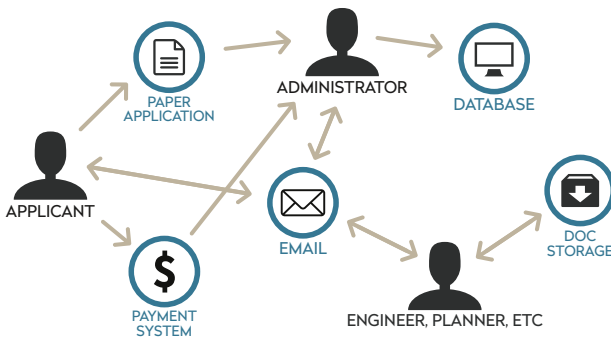 ADMINISTRATOR
PAPER
APPLICATION
DATABASE
APPLICANT
EMAIL
DOC
STORAGE
$
PAYMENT
SYSTEM
ENGINEER, PLANNER, ETC